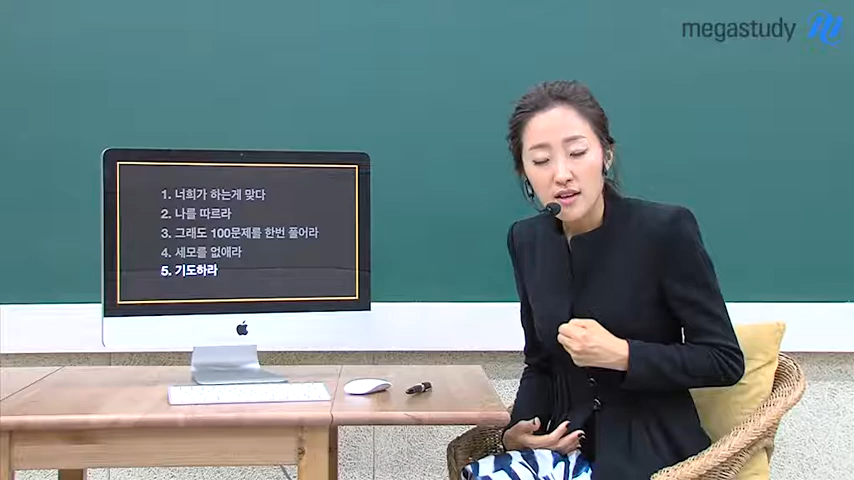 megastudy
1. 너희가 하는게 맞다
2. 나를 따르라
3. 그래도 100문제를 한번 풀어라
4. 세모를 없애라
5. 기도하라